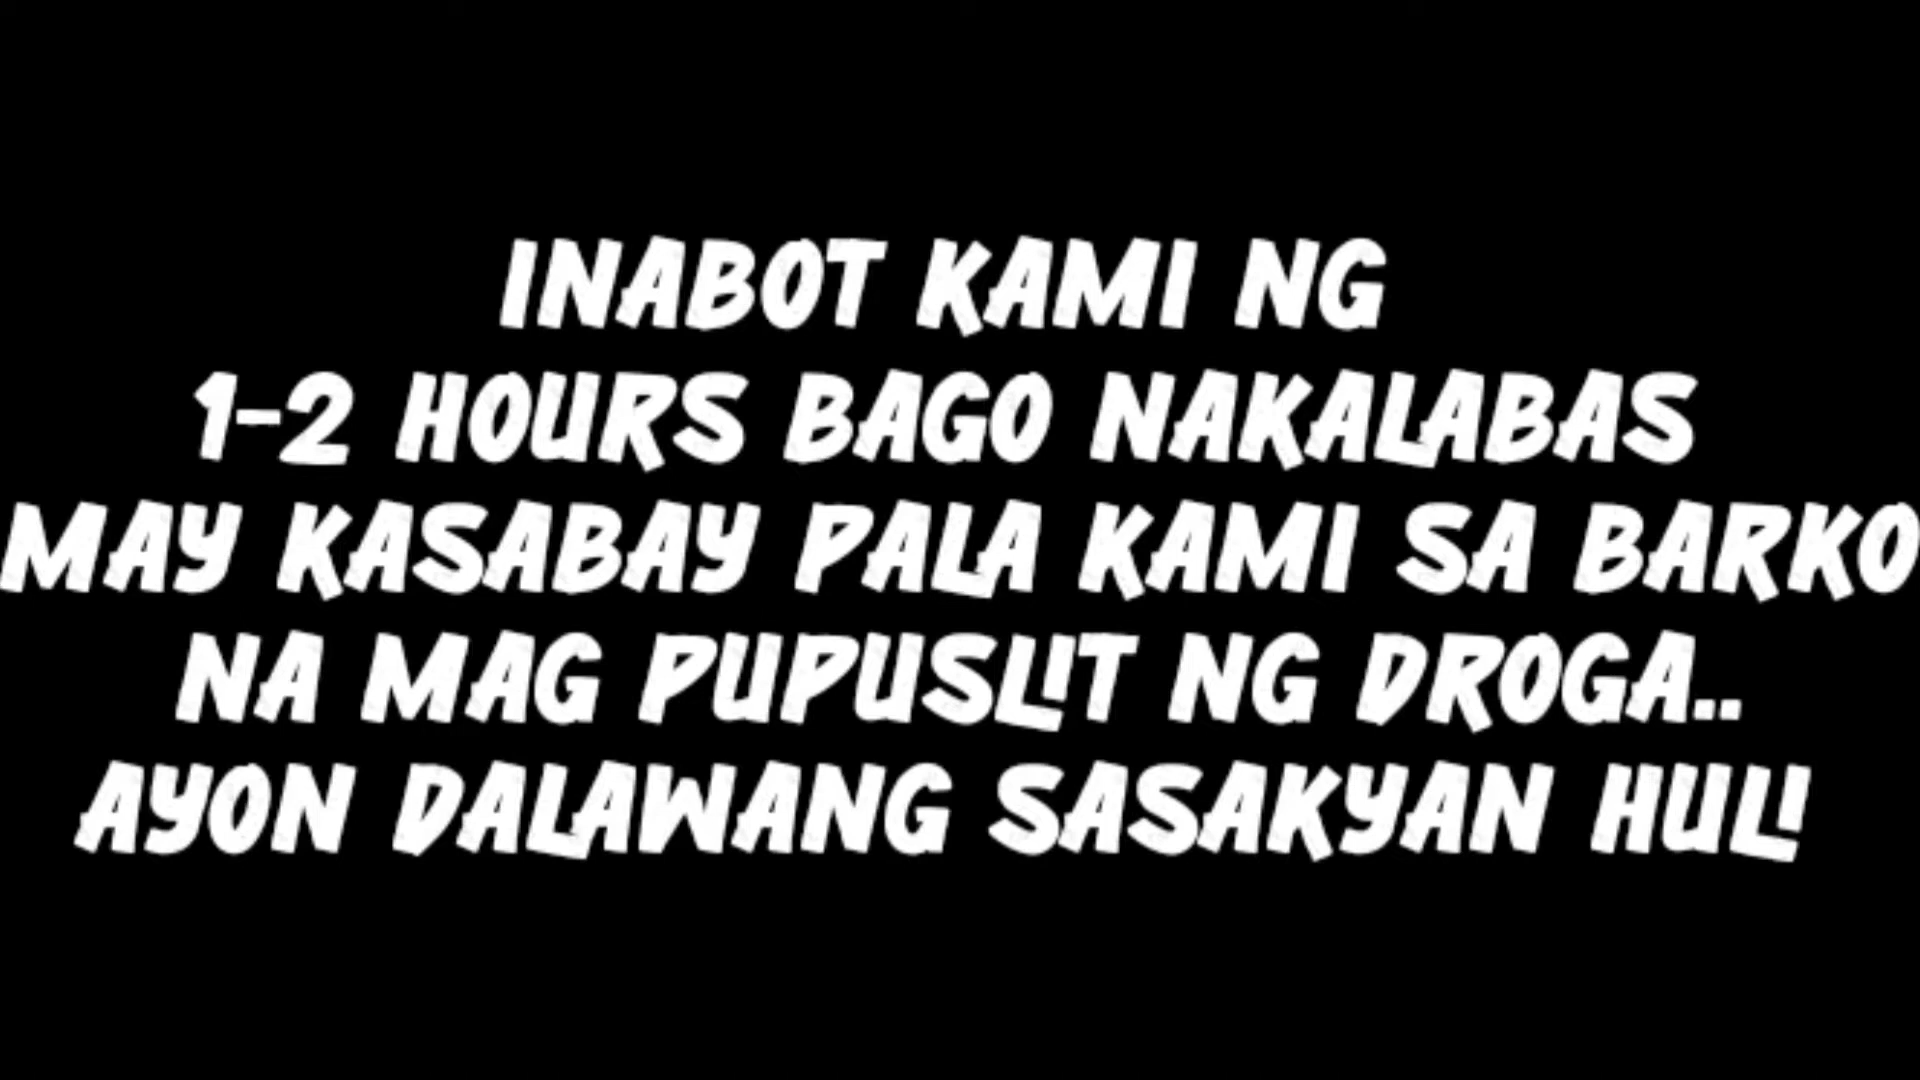 INABOT KAMI NG
1-2 HOURS BAGO NAKALABAS
MAY KASABAY PALA KAMI SA BARKO
NA MAG PUPUSLIT NG DROGA..
AYON DALAWANG SASAKYAN HULI